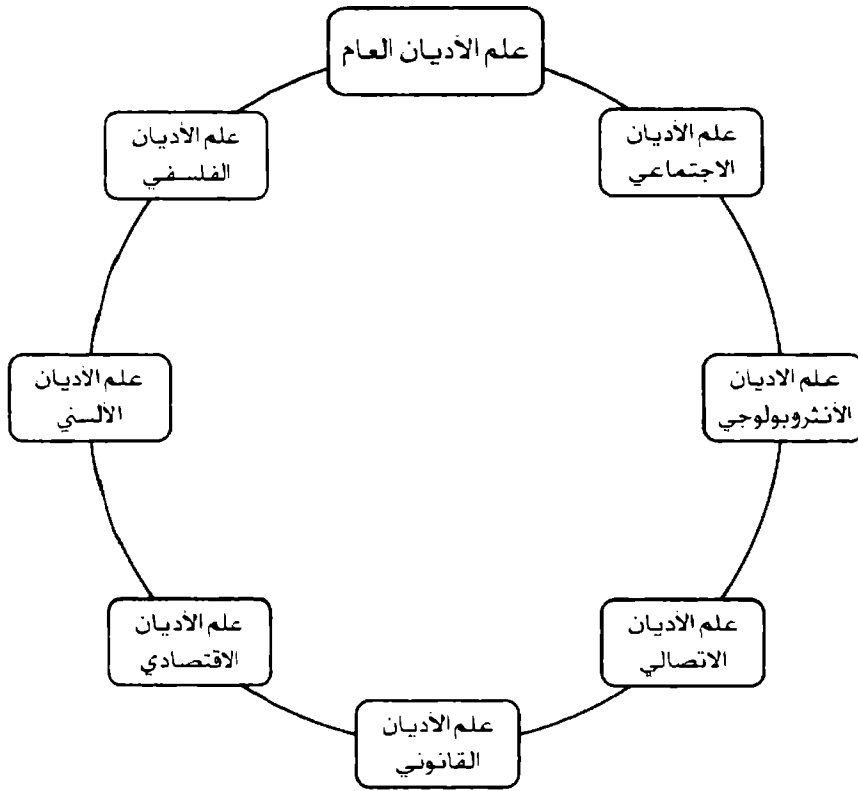 علم الأديان العام
علم الأديان
الاجتماعي
علم الأديان
الفلسفي
علم الاديان
الأنثروبولوجي
علم الأديان
الألسني
علم الأديان
الاتصالي
علم الأديان
الاقتصادي
علم الأديان
القانوني